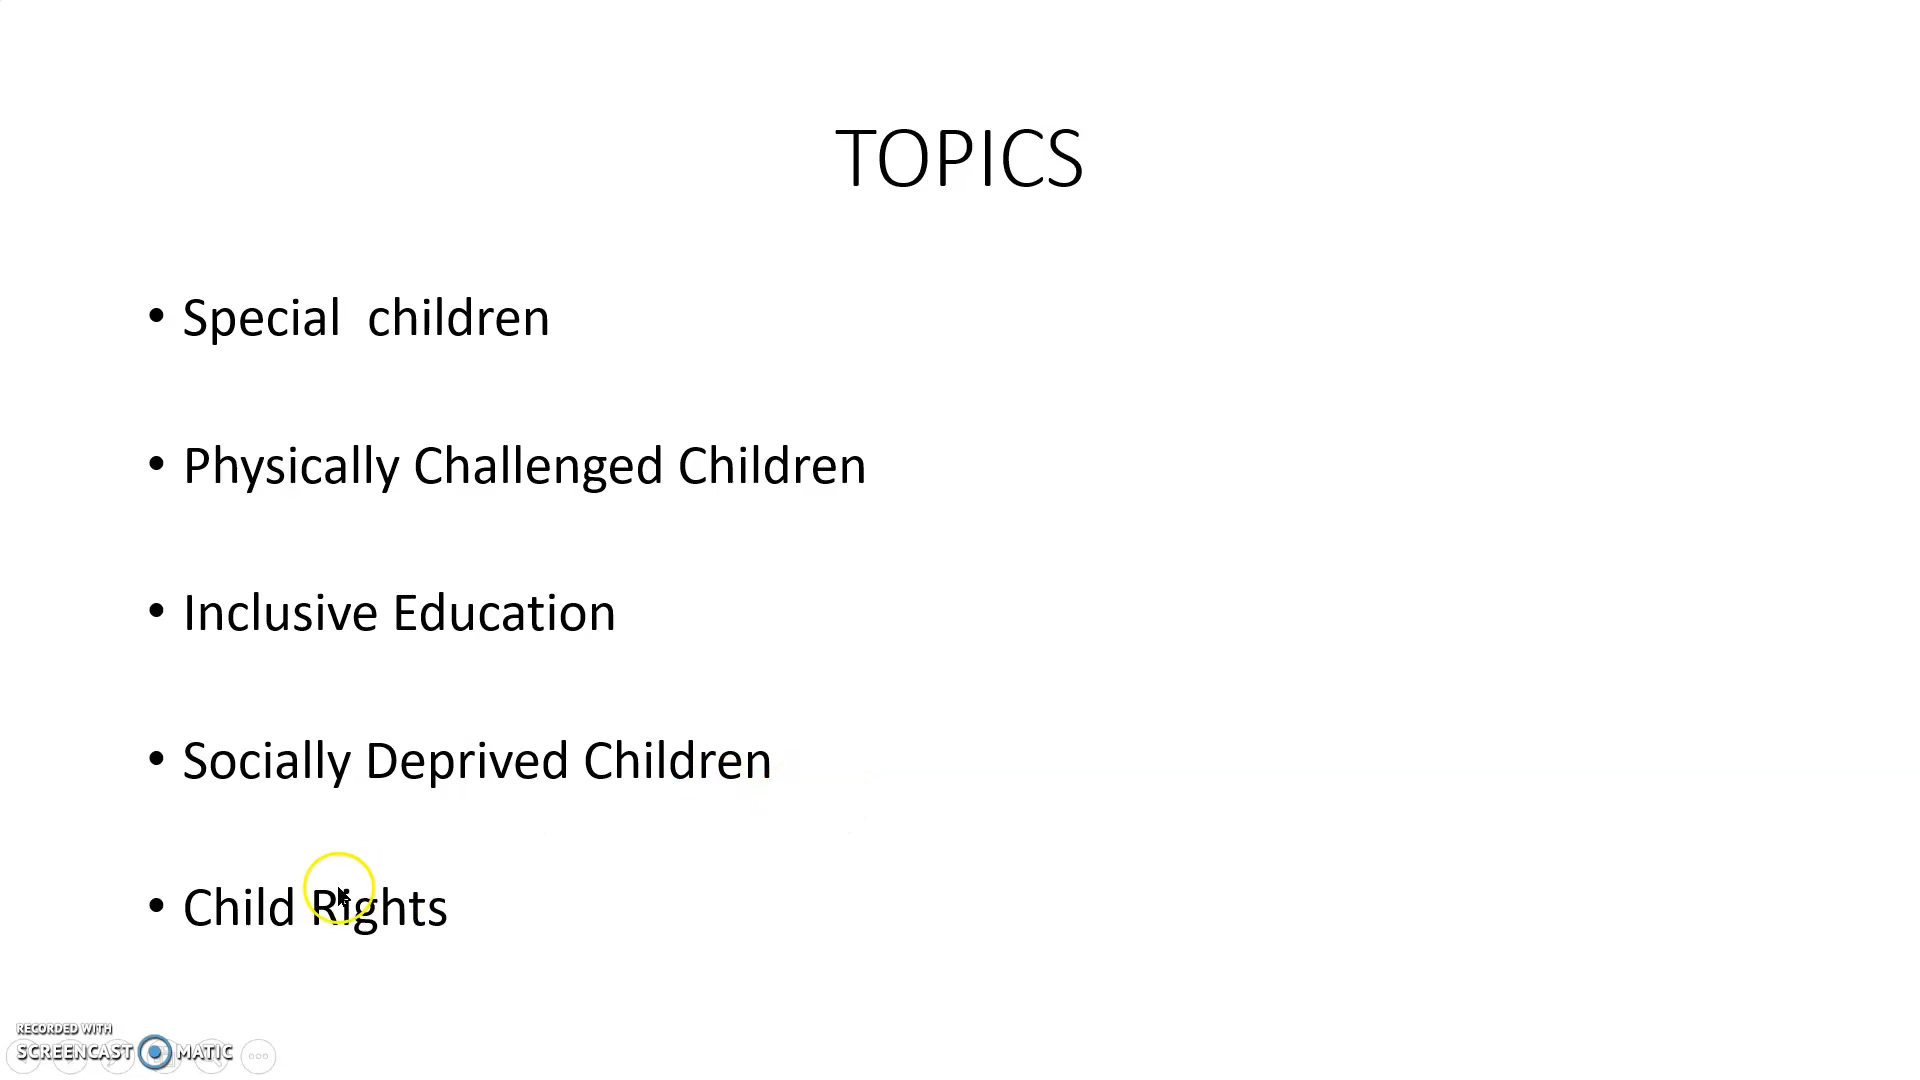 TOPICS
• Special  children
• Physically Challenged Children
• Inclusive Education
• Socially Deprived Children
• Child Rights
RECORDED WITH
SCREENCAST MATIC